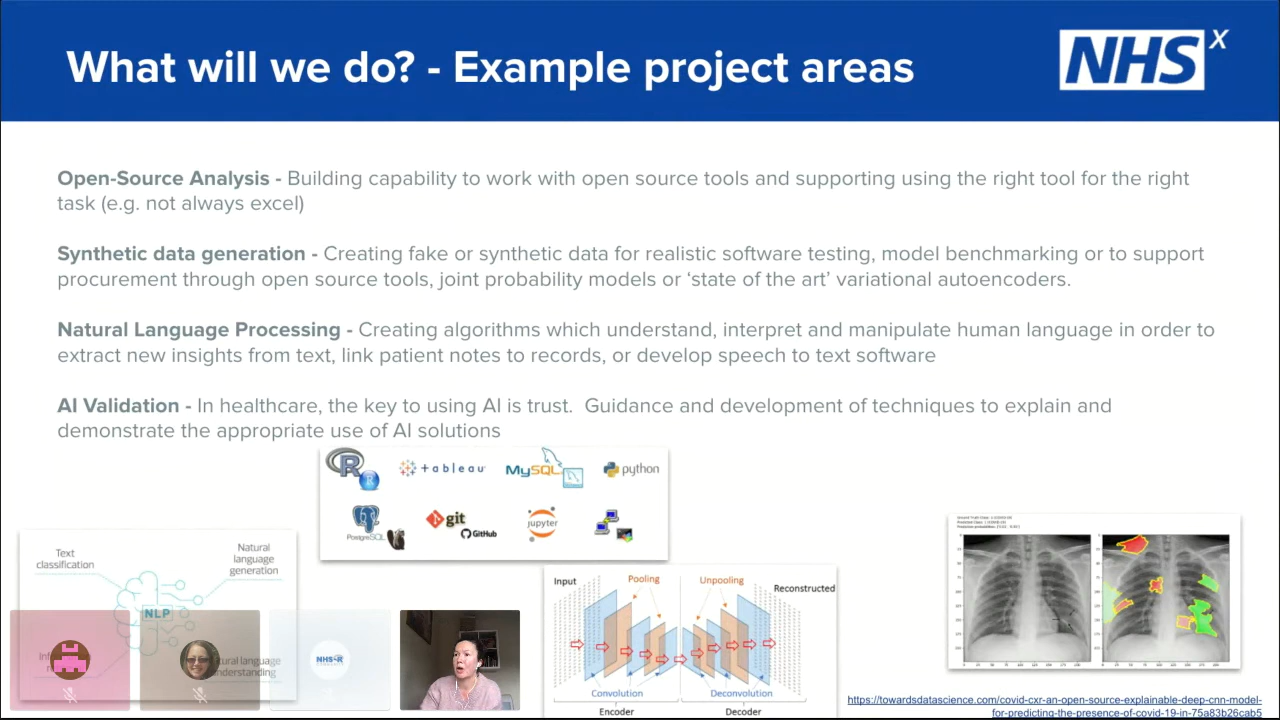 What will we do? - Example project areas
NHS X
Open-Source Analysis - Building capability to work with open source tools and supporting using the right tool for the right
task (e.g. not always excel)
Synthetic data generation - Creating fake or synthetic data for realistic software testing, model benchmarking or to support
procurement through open source tools, joint probability models or ‘state of the art’ variational autoencoders.
Natural Language Processing - Creating algorithms which understand, interpret and manipulate human language in order to
extract new insights from text, link patient notes to records, or develop speech to text software
AI Validation - In healthcare, the key to using AI is trust. Guidance and development of techniques to explain and
demonstrate the appropriate use of AI solutions
R
R
+ableau
MySQL
python
PostgreSQL
git
GitHub
jupyter
Text
classification
Natural
language
generation
NLP
language
understanding
NHS-R
Input
Pooling
Unpooling
Reconstructed
Convolution
Deconvolution
Encoder
Decoder
https://towardsdatascience.com/covid-cxr-an-open-source-explainable-deep-cnn-model-
for-predicting-the-presence-of-covid-19-in-75a83b26cab5